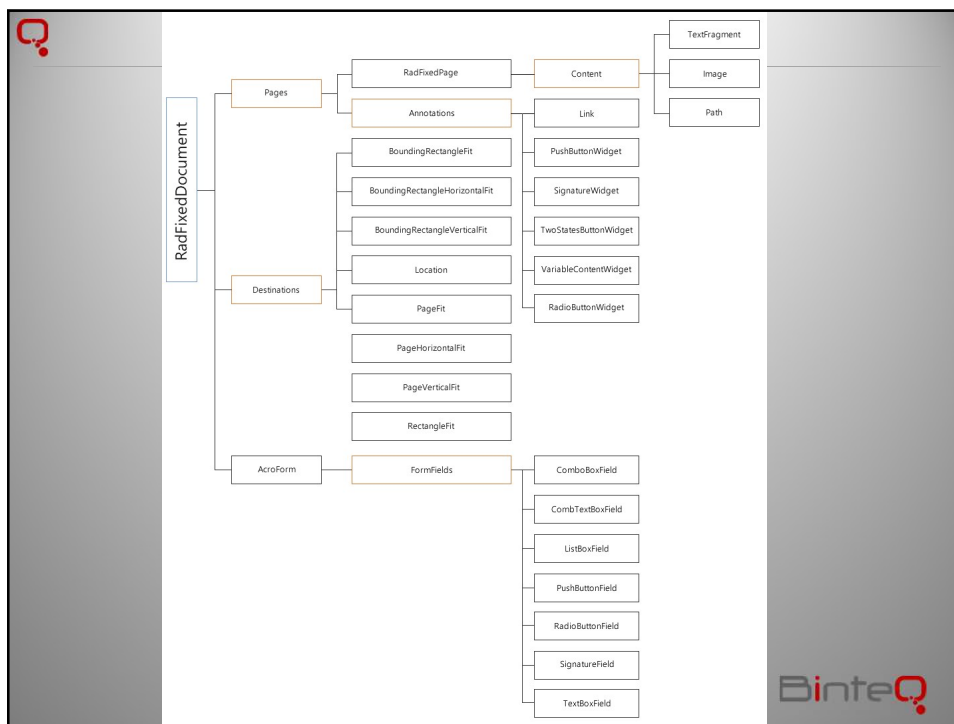 RadFixedDocument
Pages
RadFixedPage
Content
TextFragment
Image
Path
Annotations
Link
PushButtonWidget
SignatureWidget
TwoStatesButtonWidget
VariableContentWidget
RadioButtonWidget
Destinations
BoundingRectangleFit
BoundingRectangleHorizontalFit
BoundingRectangleVerticalFit
Location
PageFit
PageHorizontalFit
PageVerticalFit
RectangleFit
AcroForm
FormFields
ComboBoxField
CombTextBoxField
ListBoxField
PushButtonField
RadioButtonField
SignatureField
TextBoxField
BinteQ